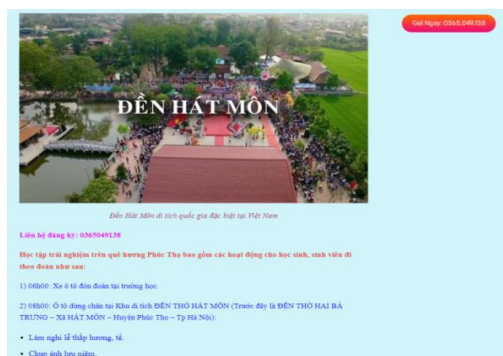 Gọi Ngay: 0365.049.138
ĐỀN HÁT MÔN
Đền Hát Môn di tích quốc gia đặc biệt tại Việt Nam
Liên hệ đăng ký: 0365049138
Học tập trải nghiệm trên quê hương Phúc Thọ bao gồm các hoạt động cho học sinh, sinh viên đi
theo đoàn như sau:
1) 06h00: Xe ô tô đón đoàn tại trường học.
2) 08h00: Ô tô dừng chân tại Khu di tích ĐỀN THỜ HÁT MÔN (Trước đây là ĐỀN THỜ HAI BÀ
TRƯNG – Xã HÁT MÔN – Huyện Phúc Thọ – Tp Hà Nội):
• Làm nghi lễ thắp hương, tế.
• Chụp ảnh lưu niệm.